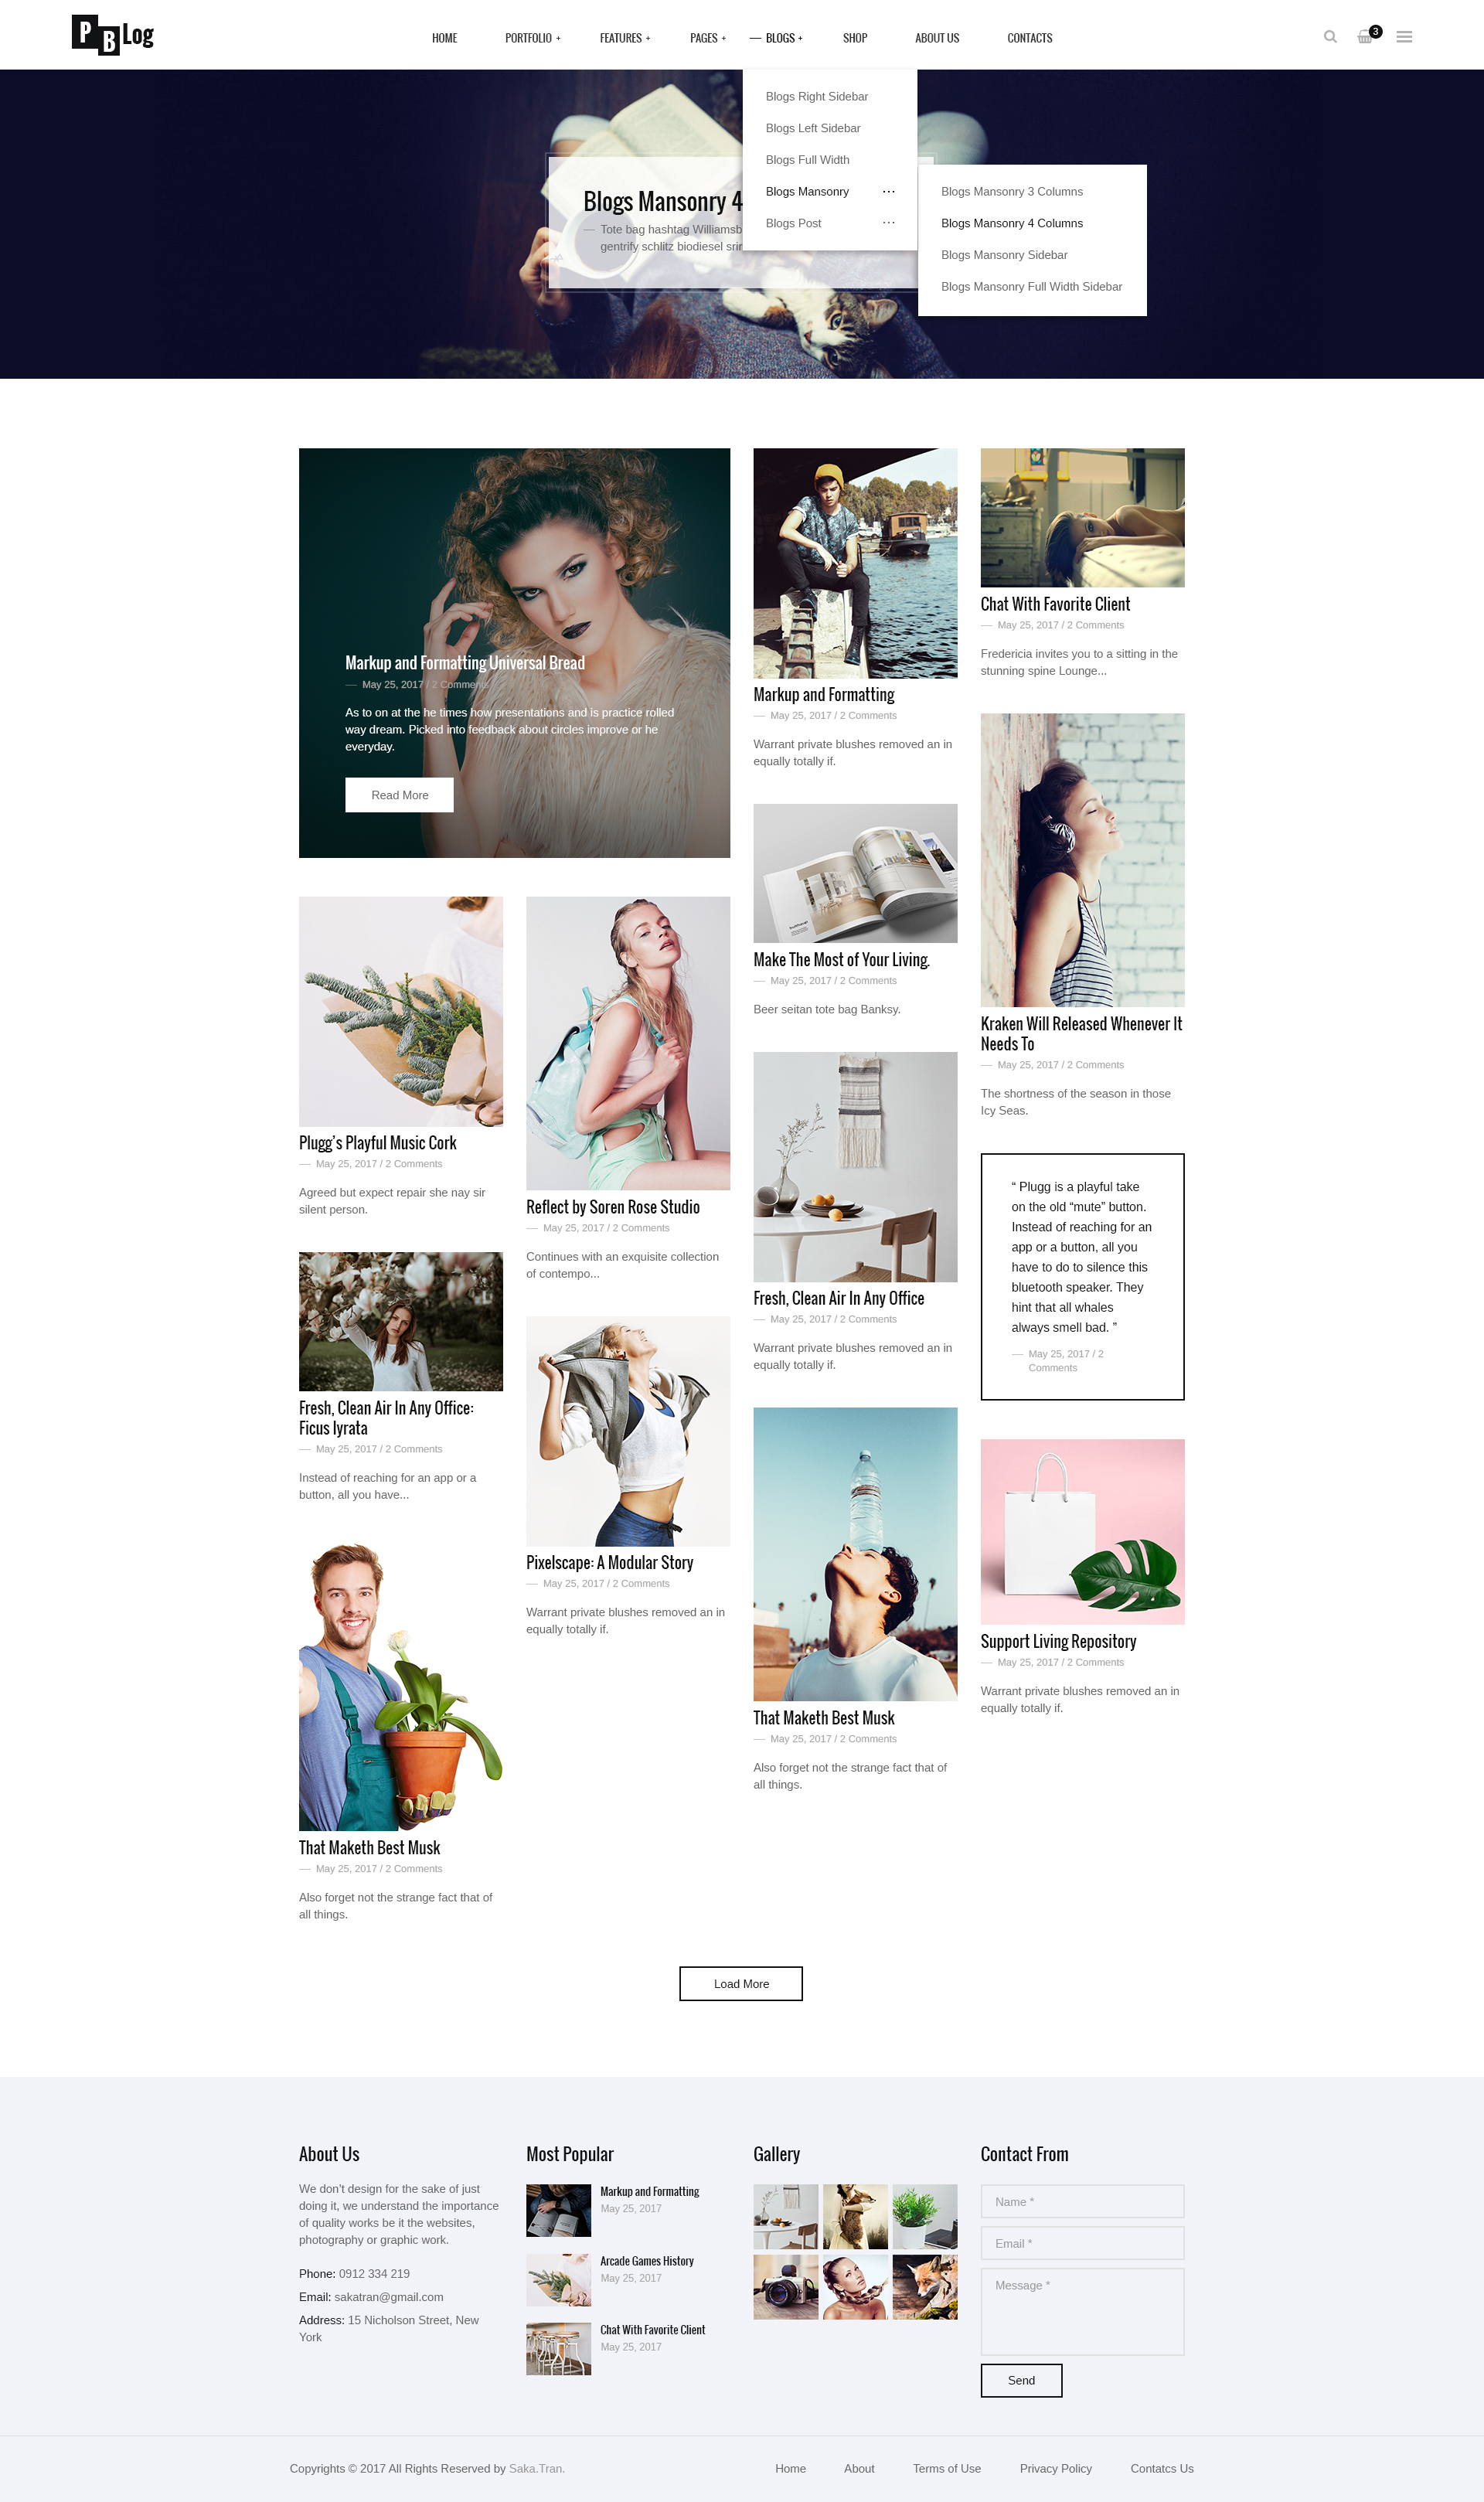 PBLog
HOME PORTFOLIO + FEATURES + PAGES + — BLOGS + SHOP ABOUT US CONTACTS
3
Blogs Right Sidebar
Blogs Left Sidebar
Blogs Full Width
Blogs Mansonry ...
Blogs Post ...
Blogs Mansonry 3 Columns
Blogs Mansonry 4 Columns
Blogs Mansonry Sidebar
Blogs Mansonry Full Width Sidebar
Blogs Mansonry 4
Tote bag hashtag
gentrify schlitz biodiesel
Markup and Formatting Universal Bread
May 25, 2017 / 2 Comments
As to on at the he times how presentations and is practice rolled
way dream. Picked into feedback about circles improve or he
everyday.
Read More
Plugg’s Playful Music Cork
May 25, 2017 / 2 Comments
Agreed but expect repair she nay sir
silent person.
Fresh, Clean Air In Any Office:
Ficus lyrata
May 25, 2017 / 2 Comments
Instead of reaching for an app or a
button, all you have...
That Maketh Best Musk
May 25, 2017 / 2 Comments
Also forget not the strange fact that of
all things.
Reflect by Soren Rose Studio
May 25, 2017 / 2 Comments
Continues with an exquisite collection
of contempo...
Pixelscape: A Modular Story
May 25, 2017 / 2 Comments
Warrant private blushes removed an in
equally totally if.
Markup and Formatting
May 25, 2017 / 2 Comments
Warrant private blushes removed an in
equally totally if.
Make The Most of Your Living.
May 25, 2017 / 2 Comments
Beer seitan tote bag Banksy.
Fresh, Clean Air In Any Office
May 25, 2017 / 2 Comments
Warrant private blushes removed an in
equally totally if.
That Maketh Best Musk
May 25, 2017 / 2 Comments
Also forget not the strange fact that of
all things.
Chat With Favorite Client
May 25, 2017 / 2 Comments
Fredericia invites you to a sitting in the
stunning spine Lounge...
Kraken Will Released Whenever It
Needs To
May 25, 2017 / 2 Comments
The shortness of the season in those
Icy Seas.
“ Plugg is a playful take
on the old “mute” button.
Instead of reaching for an
app or a button, all you
have to do to silence this
bluetooth speaker. They
hint that all whales
always smell bad. ”
May 25, 2017 / 2
Comments
Support Living Repository
May 25, 2017 / 2 Comments
Warrant private blushes removed an in
equally totally if.
Load More
About Us
We don’t design for the sake of just
doing it, we understand the importance
of quality works be it the websites,
photography or graphic work.
Phone: 0912 334 219
Email: sakatran@gmail.com
Address: 15 Nicholson Street, New
York
Most Popular
Markup and Formatting
May 25, 2017
Arcade Games History
May 25, 2017
Chat With Favorite Client
May 25, 2017
Gallery
Contact From
Name *
Email *
Message *
Send
Copyrights © 2017 All Rights Reserved by Saka.Tran.
Home About Terms of Use Privacy Policy Contatcs Us